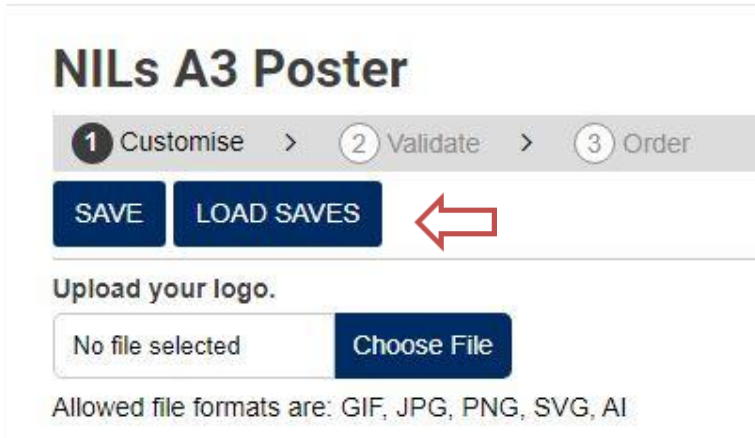 NILs A3 Poster
1 Customise > 2 Validate > 3 Order
SAVE LOAD SAVES
Upload your logo.
No file selected Choose File
Allowed file formats are: GIF, JPG, PNG, SVG, AI